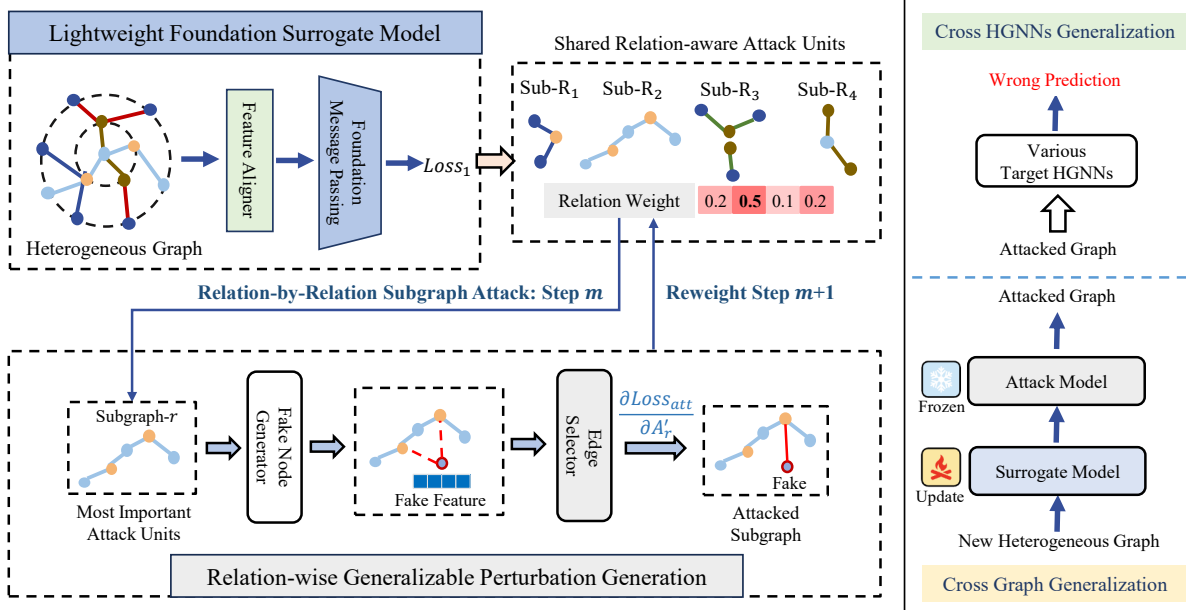 Lightweight Foundation Surrogate Model
Heterogeneous Graph
Feature Aligner
Foundation
Message Passing
Loss₁
Shared Relation-aware Attack Units
Sub-R₁
Sub-R₂
Sub-R₃
Sub-R₄
Relation Weight
0.2 0.5 0.1 0.2
Relation-by-Relation Subgraph Attack: Step m
Reweight Step m+1
Subgraph-r
Most Important
Attack Units
Fake Node
Generator
Fake Feature
Edge
Selector
∂Loss_att
∂A'_r
Fake
Attacked
Subgraph
Relation-wise Generalizable Perturbation Generation
Cross HGNNs Generalization
Wrong Prediction
Various
Target HGNNs
Attacked Graph
Attacked Graph
Attack Model
Frozen
Surrogate Model
Update
New Heterogeneous Graph
Cross Graph Generalization